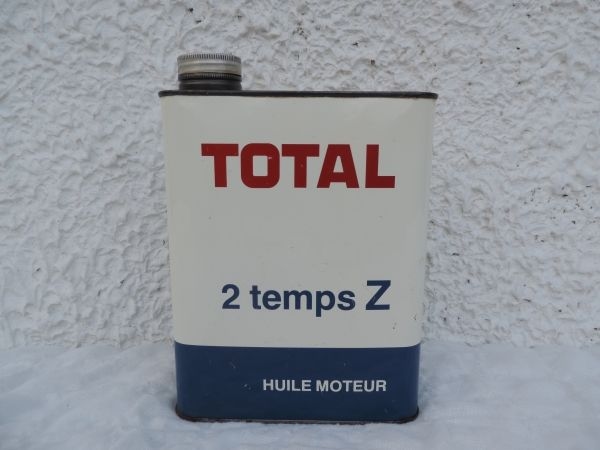 TOTAL
2 temps Z
HUILE MOTEUR